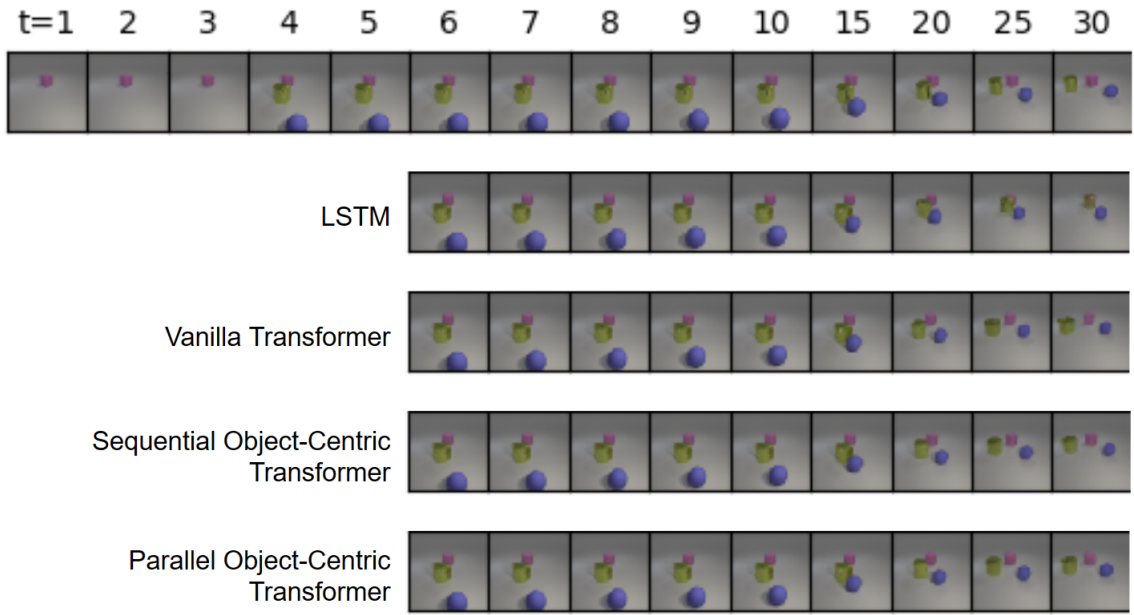 t=1 2 3 4 5 6 7 8 9 10 15 20 25 30
LSTM
Vanilla Transformer
Sequential Object-Centric
Transformer
Parallel Object-Centric
Transformer